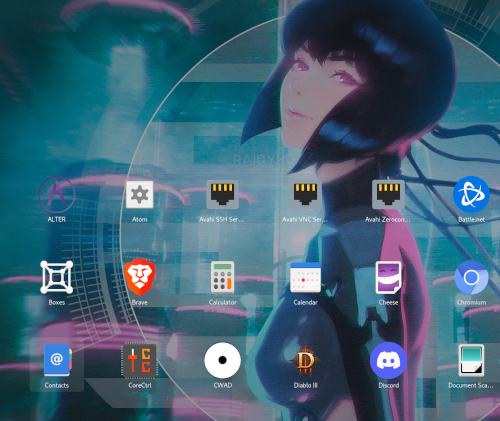 ALTER
Atom
Avahi SSH Ser...
Avahi VNC Ser...
Avahi Zerocon...
Battle.net
Boxes
Brave
Calculator
Calendar
Cheese
Chromium
Contacts
CoreCtrl
CWAD
Diablo III
Discord
Document Sca...